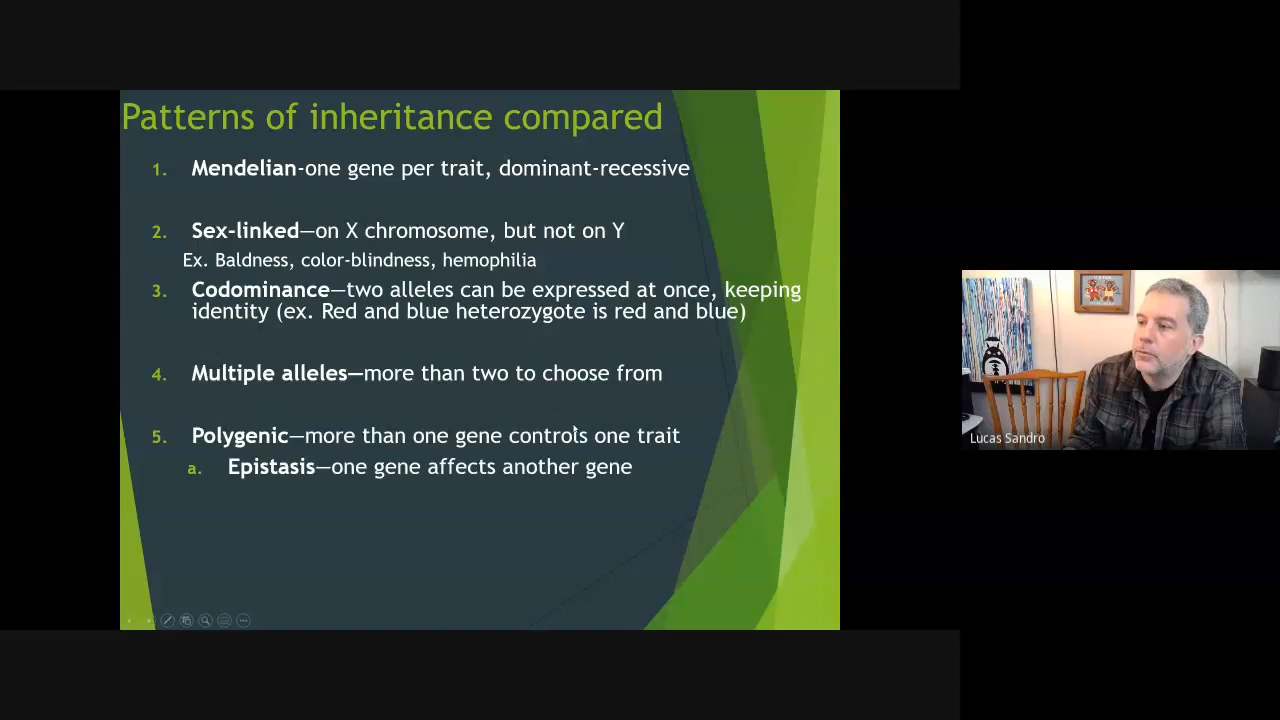 Patterns of inheritance compared
1. Mendelian-one gene per trait, dominant-recessive
2. Sex-linked—on X chromosome, but not on Y
Ex. Baldness, color-blindness, hemophilia
3. Codominance—two alleles can be expressed at once, keeping
identity (ex. Red and blue heterozygote is red and blue)
4. Multiple alleles—more than two to choose from
5. Polygenic—more than one gene controls one trait
a. Epistasis—one gene affects another gene
Lucas Sandro